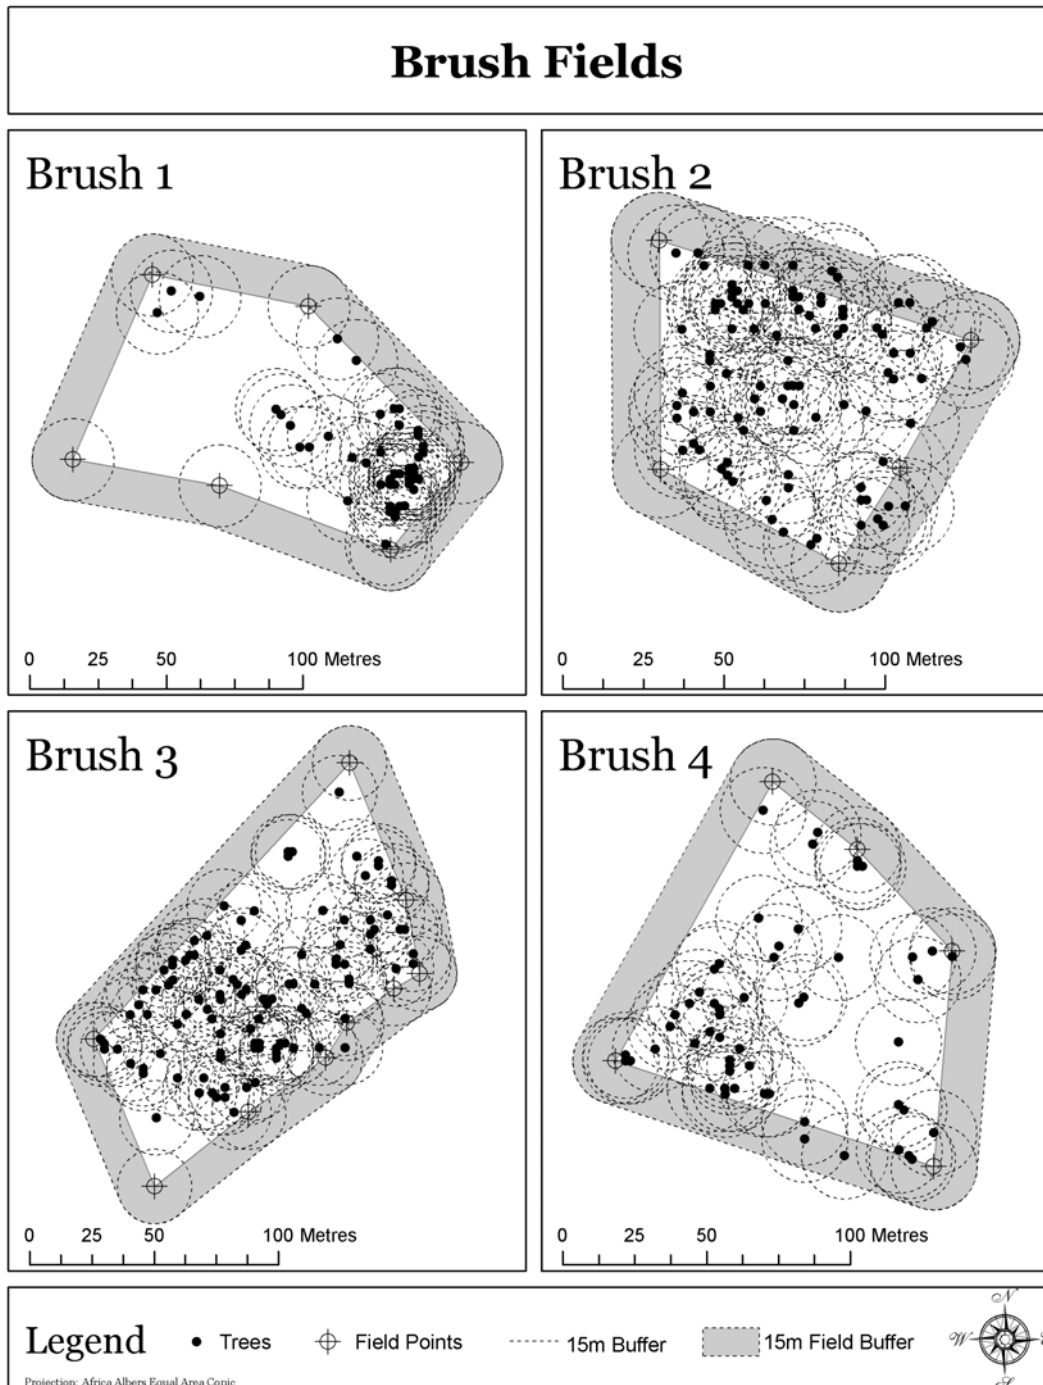 Brush Fields
Brush 1
0 25 50 100 Metres
Brush 2
0 25 50 100 Metres
Brush 3
0 25 50 100 Metres
Brush 4
0 25 50 100 Metres
Legend Trees Field Points 15m Buffer 15m Field Buffer
N
W
S
Projection: Africa Albers Equal Area Conic